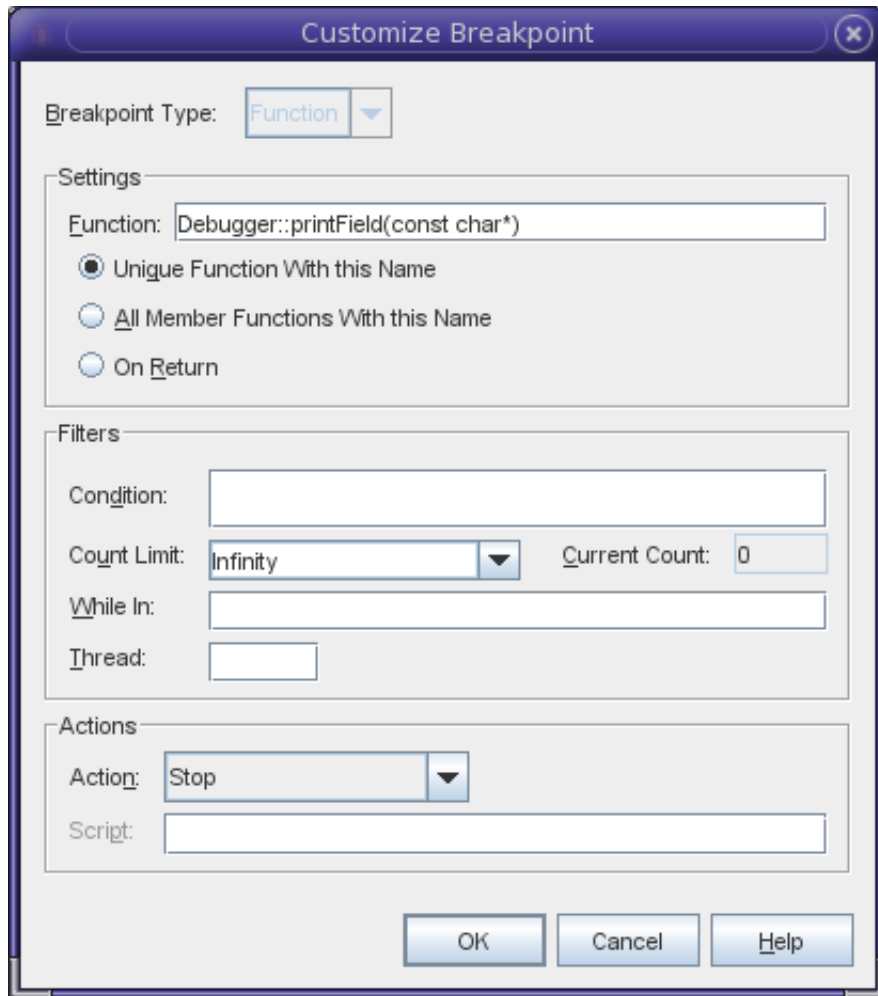 Customize Breakpoint
Breakpoint Type: Function
Settings
Function: Debugger::printField(const char*)
Unique Function With this Name
All Member Functions With this Name
On Return
Filters
Condition:
Count Limit: Infinity Current Count: 0
While In:
Thread:
Actions
Action: Stop
Script:
OK Cancel Help